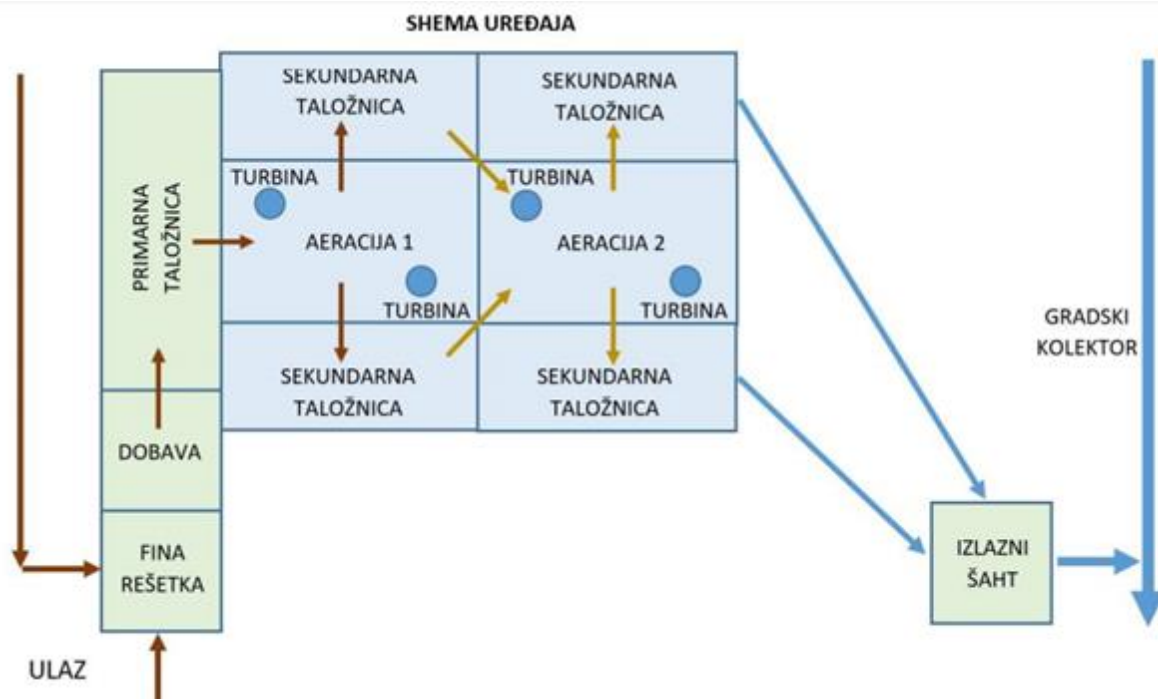 SHEMA UREĐAJA
SEKUNDARNA
TALOŽNICA
SEKUNDARNA
TALOŽNICA
PRIMARNA
TALOŽNICA
TURBINA
TURBINA
AERACIJA 1
AERACIJA 2
TURBINA
TURBINA
GRADSKI
KOLEKTOR
SEKUNDARNA
TALOŽNICA
SEKUNDARNA
TALOŽNICA
DOBAVA
FINA
REŠETKA
IZLAZNI
ŠAHT
ULAZ